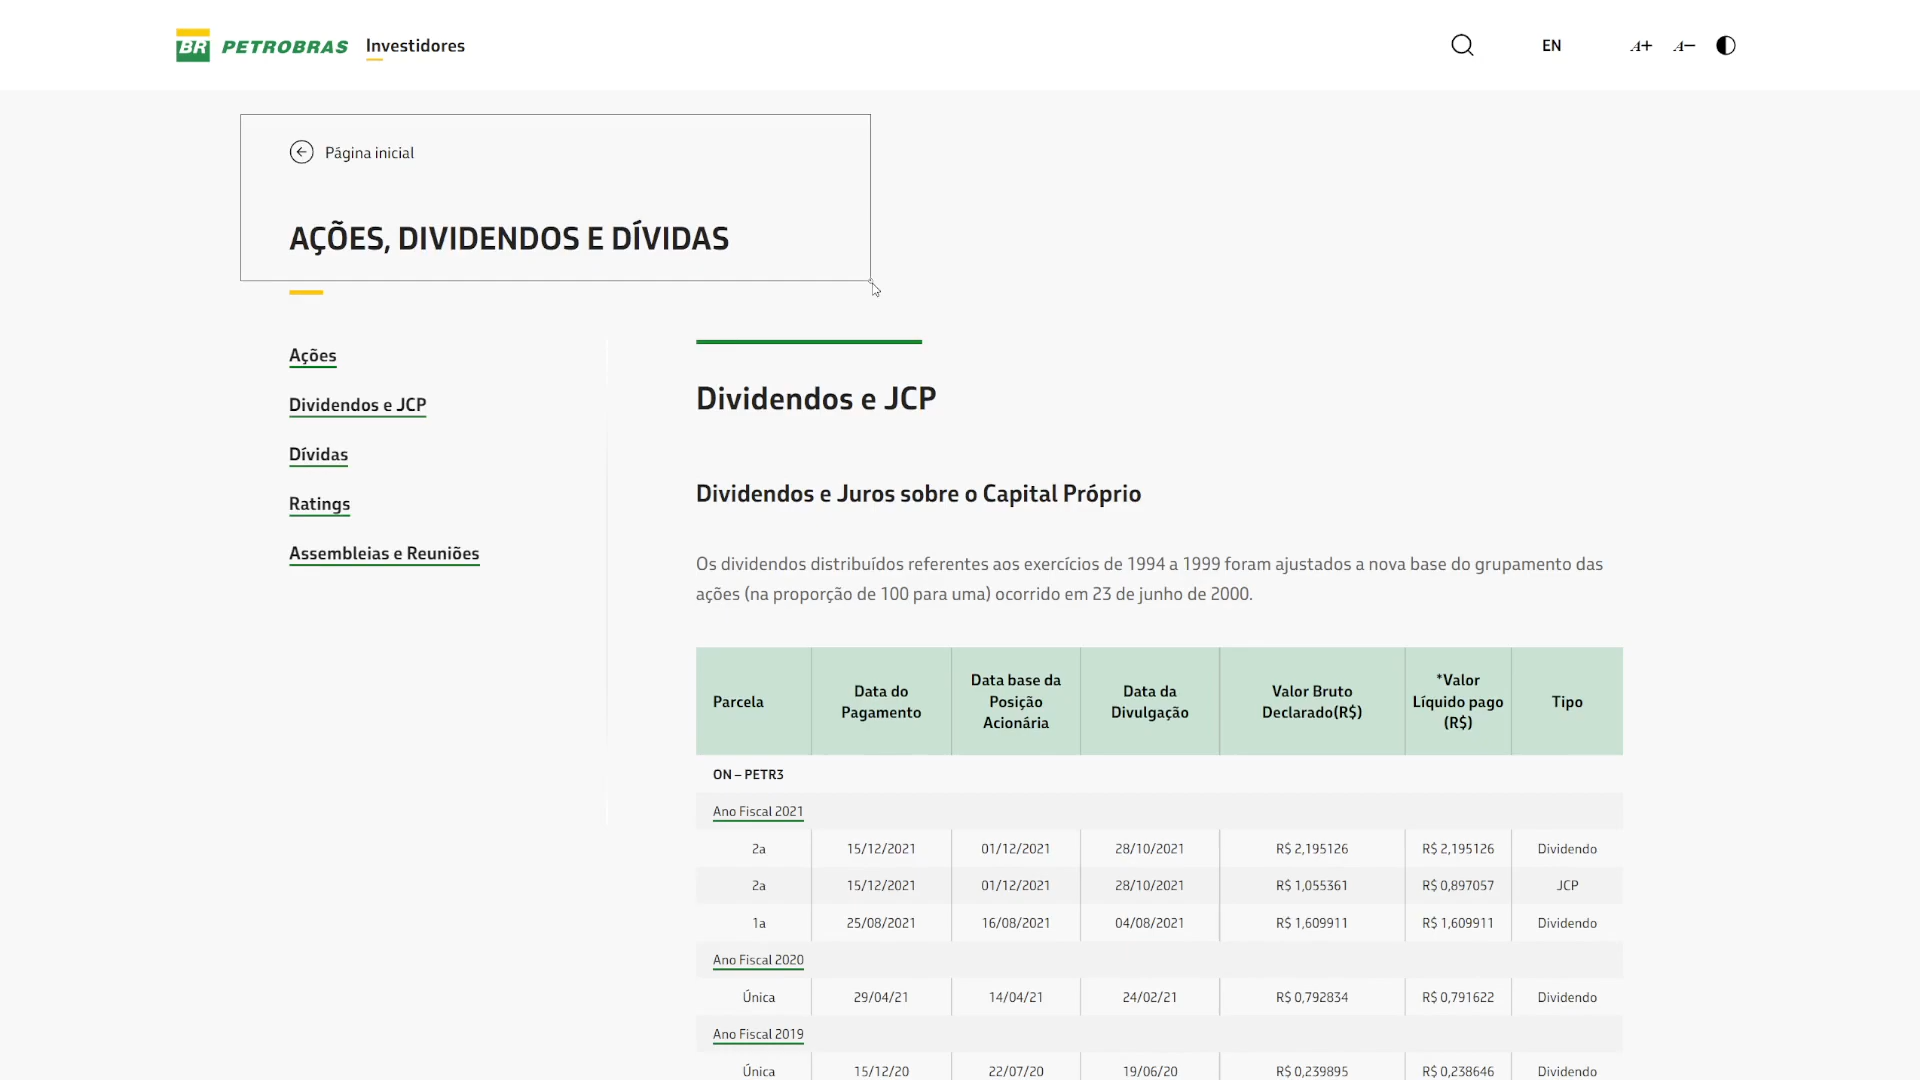 BR PETROBRAS Investidores EN A+ A−
Página inicial
AÇÕES, DIVIDENDOS E DÍVIDAS
Ações
Dividendos e JCP
Dívidas
Ratings
Assembleias e Reuniões
Dividendos e JCP
Dividendos e Juros sobre o Capital Próprio
Os dividendos distribuídos referentes aos exercícios de 1994 a 1999 foram ajustados a nova base do grupamento das
ações (na proporção de 100 para uma) ocorrido em 23 de junho de 2000.
Parcela
Data do
Pagamento
Data base da
Posição
Acionária
Data da
Divulgação
Valor Bruto
Declarado(R$)
*Valor
Líquido pago
(R$)
Tipo
ON – PETR3
Ano Fiscal 2021
2a 15/12/2021 01/12/2021 28/10/2021 R$ 2,195126 R$ 2,195126 Dividendo
2a 15/12/2021 01/12/2021 28/10/2021 R$ 1,055361 R$ 0,897057 JCP
1a 25/08/2021 16/08/2021 04/08/2021 R$ 1,609911 R$ 1,609911 Dividendo
Ano Fiscal 2020
Única 29/04/21 14/04/21 24/02/21 R$ 0,792834 R$ 0,791622 Dividendo
Ano Fiscal 2019
Única 15/12/20 22/07/20 19/06/20 R$ 0,239895 R$ 0,238646 Dividendo